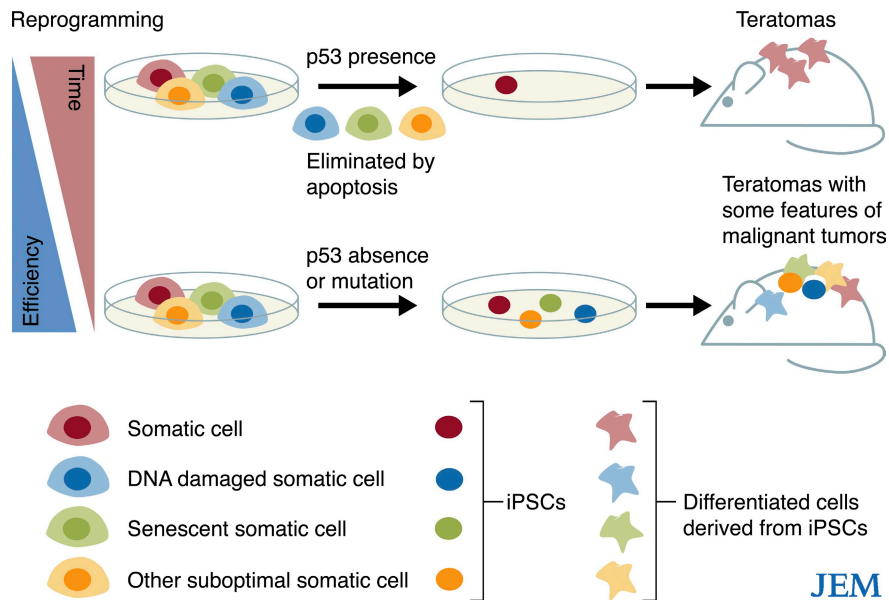 Reprogramming
Time
Efficiency
p53 presence
Eliminated by
apoptosis
Teratomas
p53 absence
or mutation
Teratomas with
some features of
malignant tumors
Somatic cell
DNA damaged somatic cell
Senescent somatic cell
Other suboptimal somatic cell
iPSCs
Differentiated cells
derived from iPSCs
JEM